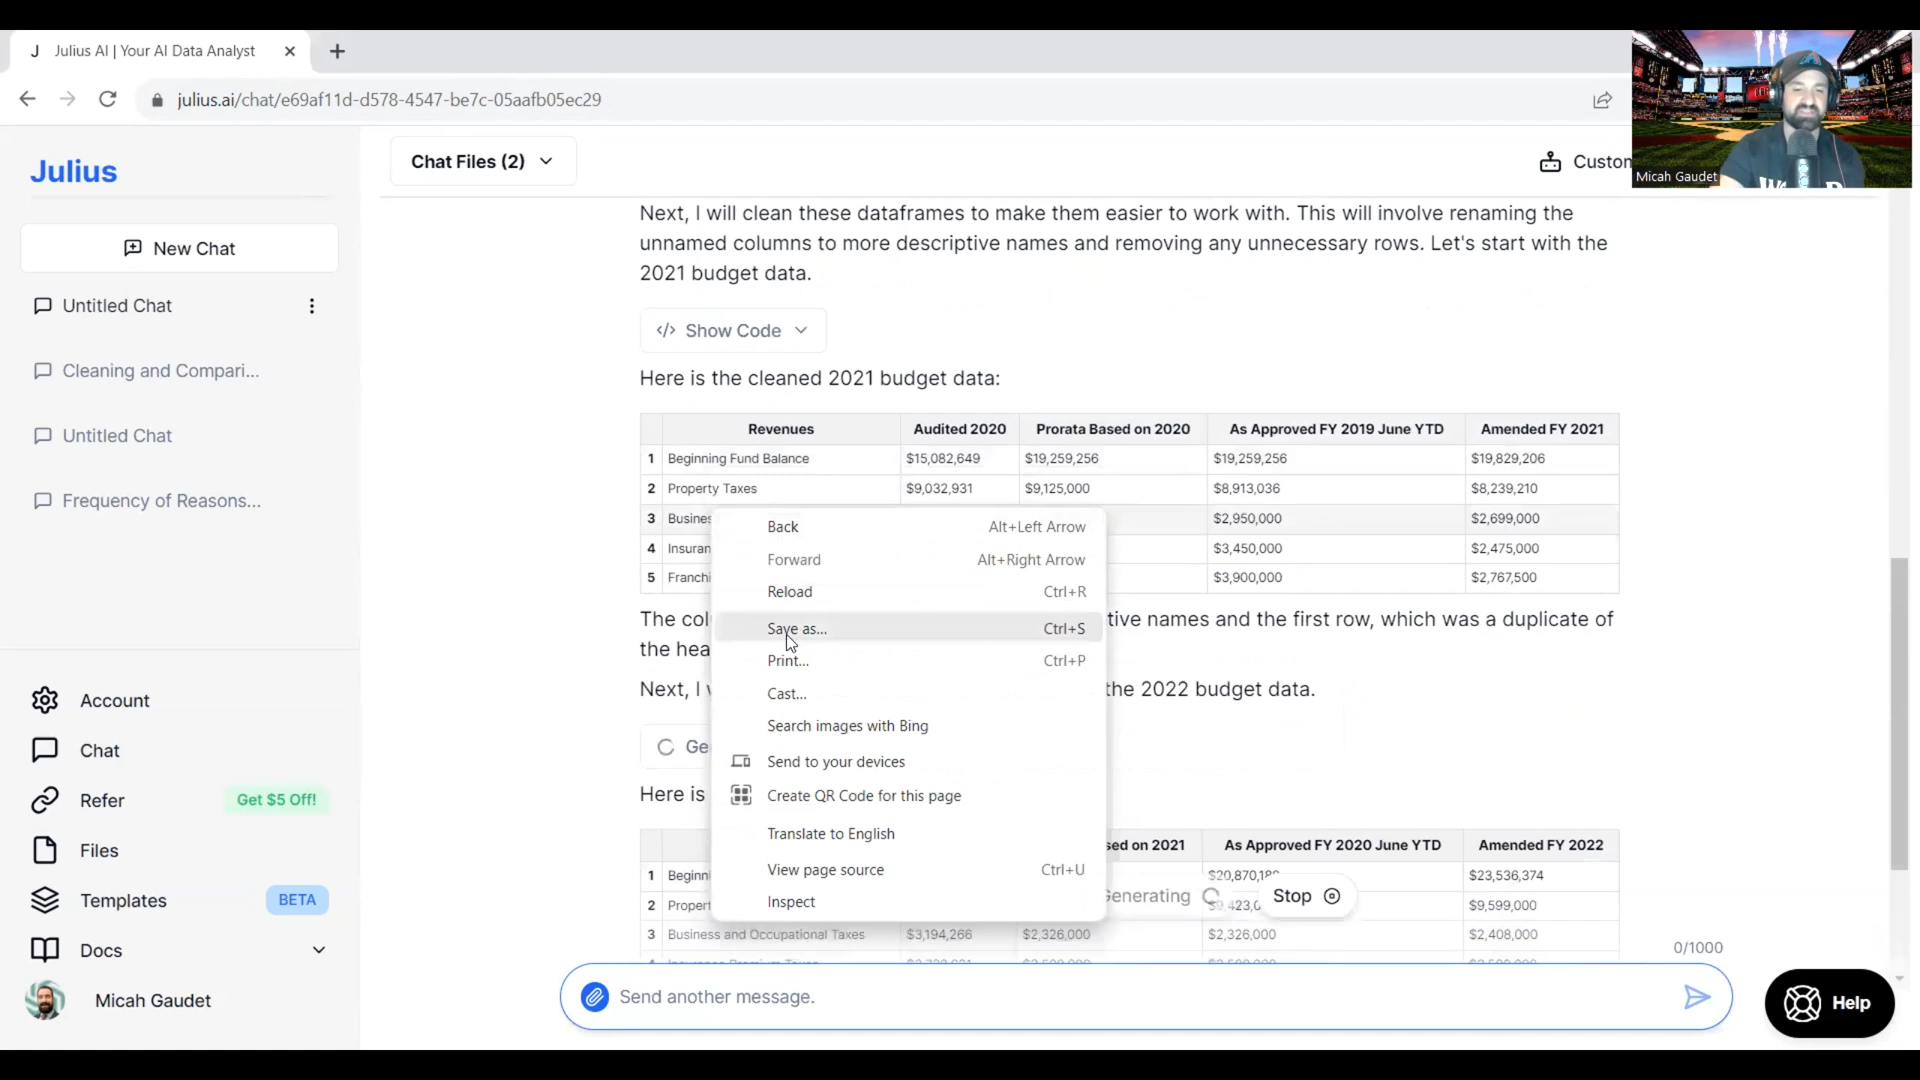 Julius AI | Your AI Data Analyst
julius.ai/chat/e69af11d-d578-4547-be7c-05aafb05ec29
Micah Gaudet
Julius
New Chat
Untitled Chat
Cleaning and Compari...
Untitled Chat
Frequency of Reasons...
Account
Chat
Refer Get $5 Off!
Files
Templates BETA
Docs
Micah Gaudet
Chat Files (2)
Custom
Next, I will clean these dataframes to make them easier to work with. This will involve renaming the
unnamed columns to more descriptive names and removing any unnecessary rows. Let's start with the
2021 budget data.
</> Show Code
Here is the cleaned 2021 budget data:
Revenues Audited 2020 Prorata Based on 2020 As Approved FY 2019 June YTD Amended FY 2021
1 Beginning Fund Balance $15,082,649 $19,259,256 $19,259,256 $19,829,206
2 Property Taxes $9,032,931 $9,125,000 $8,913,036 $8,239,210
3 Busines $2,950,000 $2,699,000
4 Insuran $3,450,000 $2,475,000
5 Franchi $3,900,000 $2,767,500
The col tive names and the first row, which was a duplicate of
the hea
Next, I w the 2022 budget data.
Ge
Here is
sed on 2021 As Approved FY 2020 June YTD Amended FY 2022
1 Beginni $23,536,374
2 Propert $9,599,000
3 Business and Occupational Taxes $3,194,266 $2,326,000 $2,326,000 $2,408,000
Back Alt+Left Arrow
Forward Alt+Right Arrow
Reload Ctrl+R
Save as... Ctrl+S
Print... Ctrl+P
Cast...
Search images with Bing
Send to your devices
Create QR Code for this page
Translate to English
View page source Ctrl+U
Inspect
Generating
Stop
0/1000
Send another message.
Help